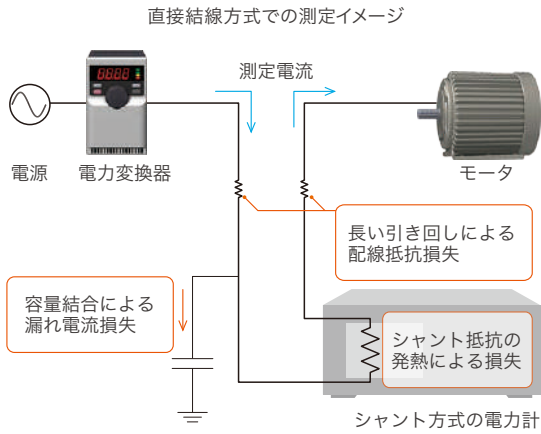 直接結線方式での測定イメージ
測定電流
電源
電力変換器
モータ
長い引き回しによる
配線抵抗損失
容量結合による
漏れ電流損失
シャント抵抗の
発熱による損失
シャント方式の電力計